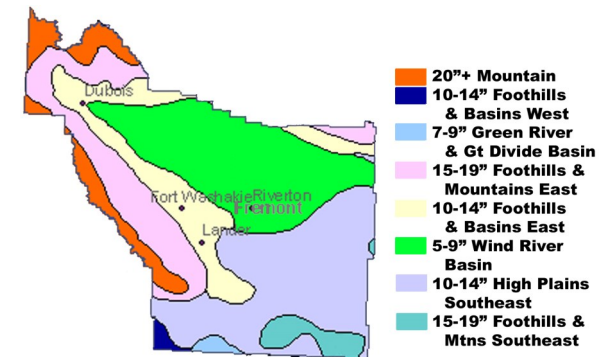 Dubois
Fort Washakie
Riverton
Fremont
Lander
20”+ Mountain
10-14” Foothills
& Basins West
7-9” Green River
& Gt Divide Basin
15-19” Foothills &
Mountains East
10-14” Foothills
& Basins East
5-9” Wind River
Basin
10-14” High Plains
Southeast
15-19” Foothills &
Mtns Southeast